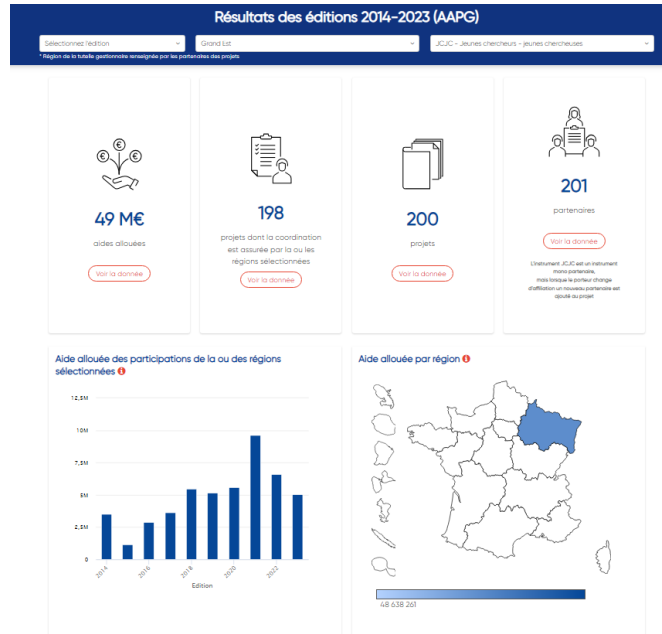 Résultats des éditions 2014-2023 (AAPG)
Sélectionnez l'édition
Grand Est
JCJC - Jeunes chercheurs - jeunes chercheuses
* Région de la tutelle gestionnaire renseignée par les partenaires des projets
49 M€
aides allouées
Voir la donnée
198
projets dont la coordination
est assurée par la ou les
régions sélectionnées
Voir la donnée
200
projets
Voir la donnée
201
partenaires
Voir la donnée
L'instrument JCJC est un instrument
mono partenaire,
mais lorsque le porteur change
d'affiliation un nouveau partenaire est
ajouté au projet
Aide allouée des participations de la ou des régions
sélectionnées
12,5M
10M
7,5M
5M
2,5M
0
2014
2016
2018
2020
2022
Edition
Aide allouée par région
48 638 261